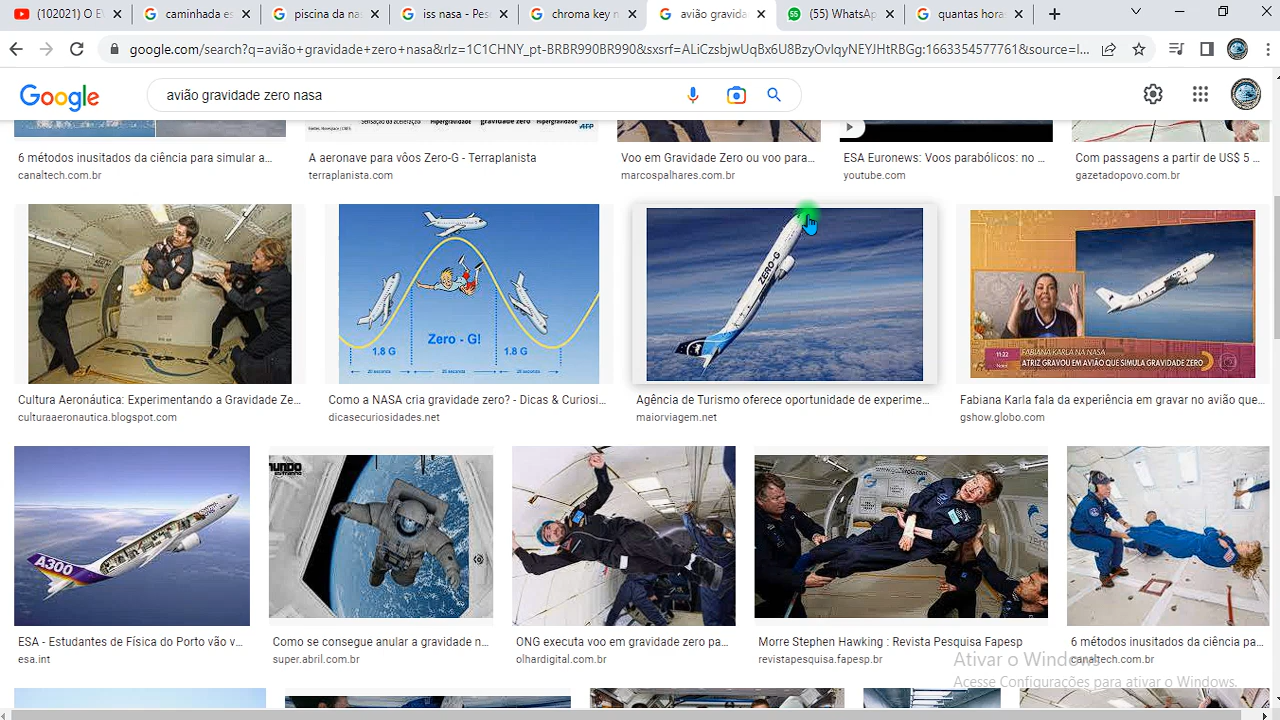 (102021) O E
caminhada es
piscina da n
iss nasa - Pes
chroma key n
avião gravida
(55) WhatsAp
quantas hora
google.com/search?q=avião+gravidade+zero+nasa&rlz=1C1CHNY_pt-BRBR990BR990&sxsrf=ALiCzsbjwUqBx6U8BzyOvlqyNEYJHtRBGg:1663354577761&source=l...
Google
avião gravidade zero nasa
gravidade zero
Hipergravidade
AFP
6 métodos inusitados da ciência para simular a...
A aeronave para vôos Zero-G - Terraplanista
Voo em Gravidade Zero ou voo para...
ESA Euronews: Voos parabólicos: no ...
Com passagens a partir de US$ 5 ...
canaltech.com.br
terraplanista.com
marcospalhares.com.br
youtube.com
gazetadopovo.com.br
Zero - G!
1.8 G
1.8 G
ZERO-G
11:22
Natal
FABIANA KARLA NA NASA
ATRIZ GRAVOU EM AVIÃO QUE SIMULA GRAVIDADE ZERO
Cultura Aeronáutica: Experimentando a Gravidade Ze...
Como a NASA cria gravidade zero? - Dicas & Curiosi...
Agência de Turismo oferece oportunidade de experime...
Fabiana Karla fala da experiência em gravar no avião que...
culturaaeronautica.blogspot.com
dicasecuriosidades.net
maiorviagem.net
gshow.globo.com
A300
ESA - Estudantes de Física do Porto vão v...
Como se consegue anular a gravidade n...
ONG executa voo em gravidade zero pa...
Morre Stephen Hawking : Revista Pesquisa Fapesp
6 métodos inusitados da ciência pa...
esa.int
super.abril.com.br
olhardigital.com.br
revistapesquisa.fapesp.br
canaltech.com.br
Ativar o Windows
Acesse Configurações para ativar o Windows.